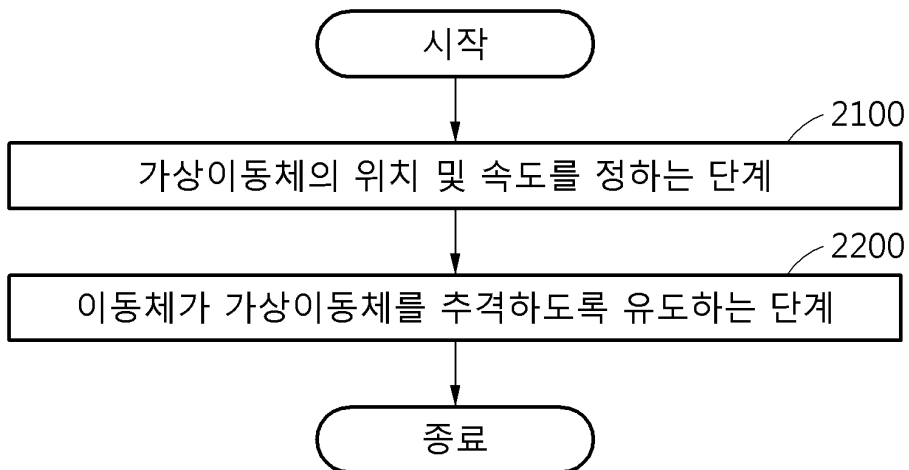 시작
2100
가상이동체의 위치 및 속도를 정하는 단계
2200
이동체가 가상이동체를 추격하도록 유도하는 단계
종료